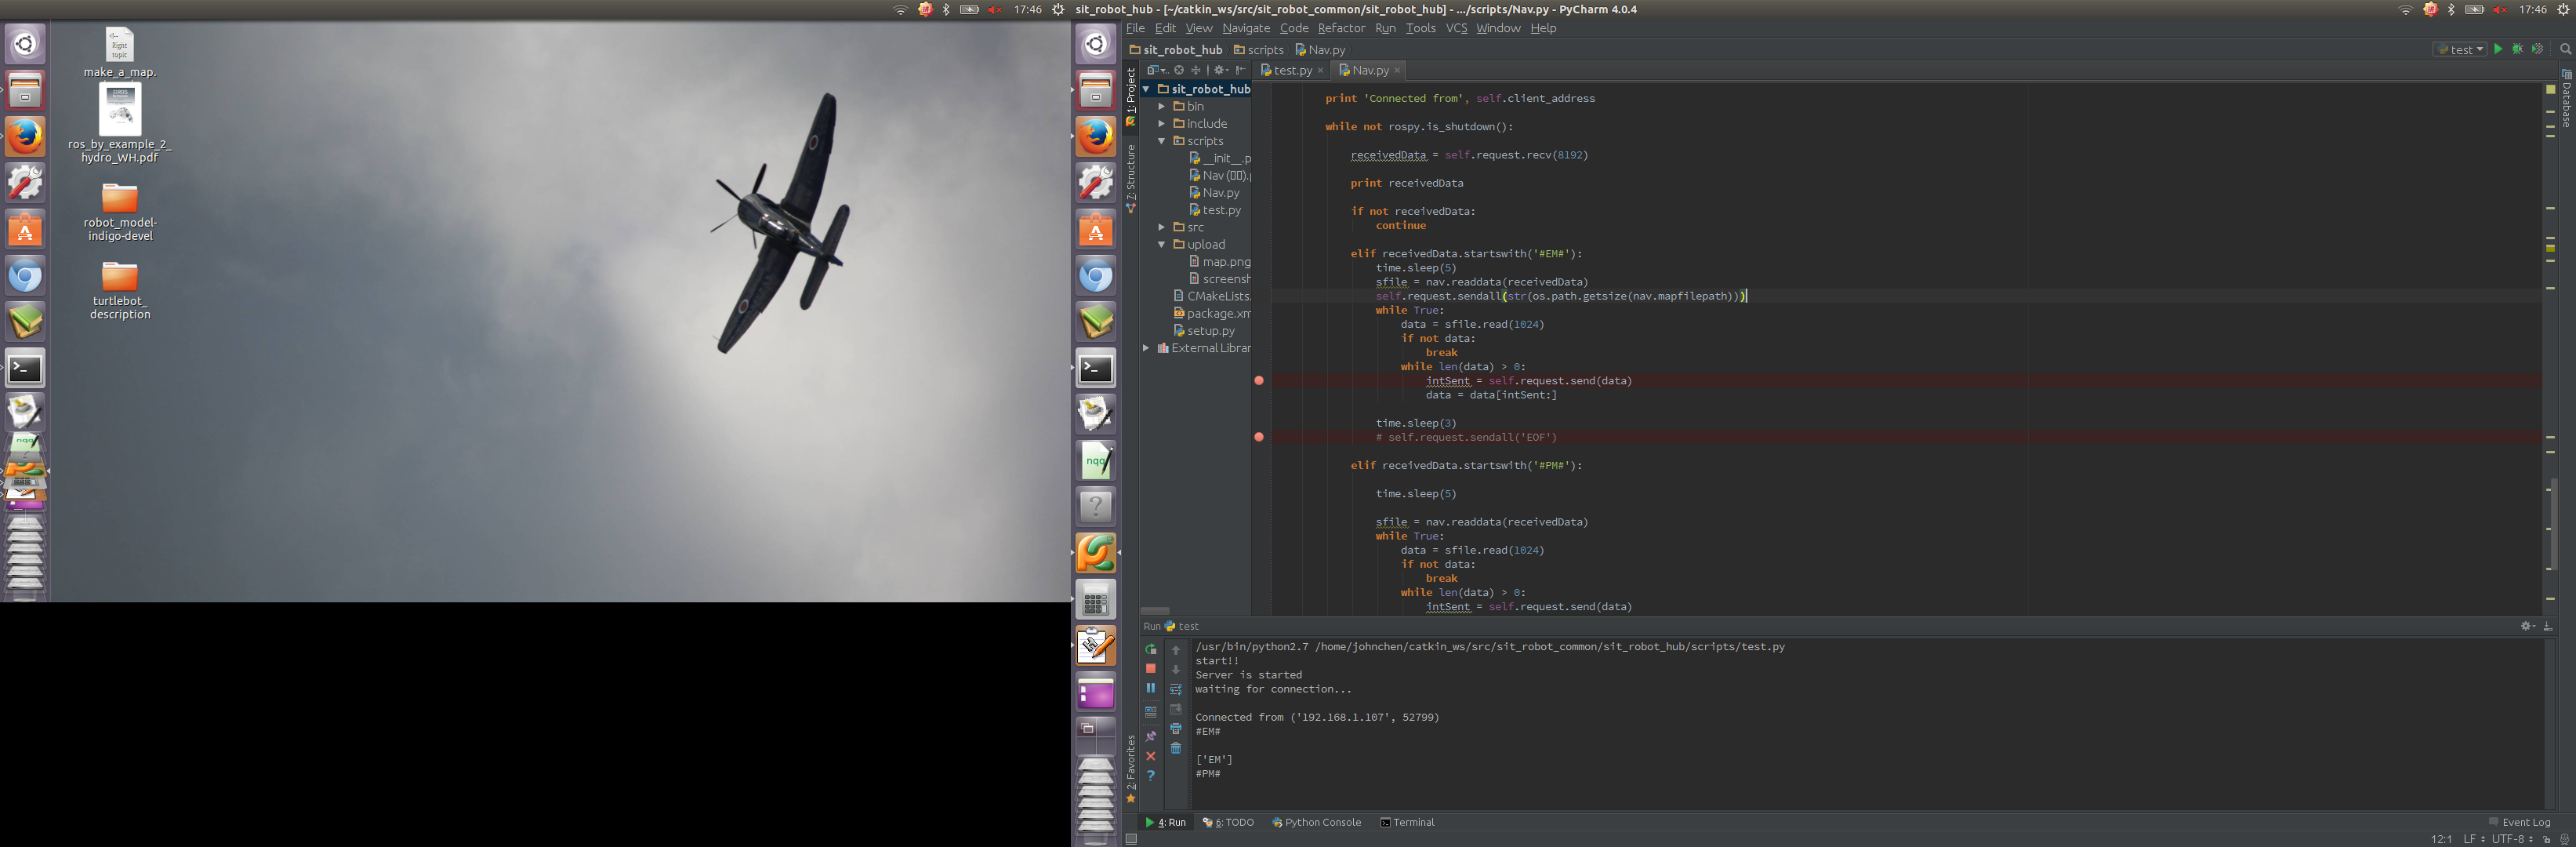 17:46
Right
topic
make_a_map.
ros_by_example_2_
hydro_WH.pdf
robot_model-
indigo-devel
turtlebot_
description
sit_robot_hub - [~/catkin_ws/src/sit_robot_common/sit_robot_hub] - .../scripts/Nav.py - PyCharm 4.0.4
17:46
File Edit View Navigate Code Refactor Run Tools VCS Window Help
sit_robot_hub scripts Nav.py
test
test.py Nav.py
1: Project
7: Structure
2: Favorites
Database
sit_robot_hub
bin
include
scripts
__init__.p
Nav (▯▯).p
Nav.py
test.py
src
upload
map.png
screensh
CMakeLists.
package.xm
setup.py
External Librar
print 'Connected from', self.client_address
while not rospy.is_shutdown():
receivedData = self.request.recv(8192)
print receivedData
if not receivedData:
continue
elif receivedData.startswith('#EM#'):
time.sleep(5)
sfile = nav.readdata(receivedData)
self.request.sendall(str(os.path.getsize(nav.mapfilepath)))
while True:
data = sfile.read(1024)
if not data:
break
while len(data) > 0:
intSent = self.request.send(data)
data = data[intSent:]
time.sleep(3)
# self.request.sendall('EOF')
elif receivedData.startswith('#PM#'):
time.sleep(5)
sfile = nav.readdata(receivedData)
while True:
data = sfile.read(1024)
if not data:
break
while len(data) > 0:
intSent = self.request.send(data)
Run test
/usr/bin/python2.7 /home/johnchen/catkin_ws/src/sit_robot_common/sit_robot_hub/scripts/test.py
start!!
Server is started
waiting for connection...
Connected from ('192.168.1.107', 52799)
#EM#
['EM']
#PM#
4: Run 6: TODO Python Console Terminal
Event Log
12:1 LF UTF-8